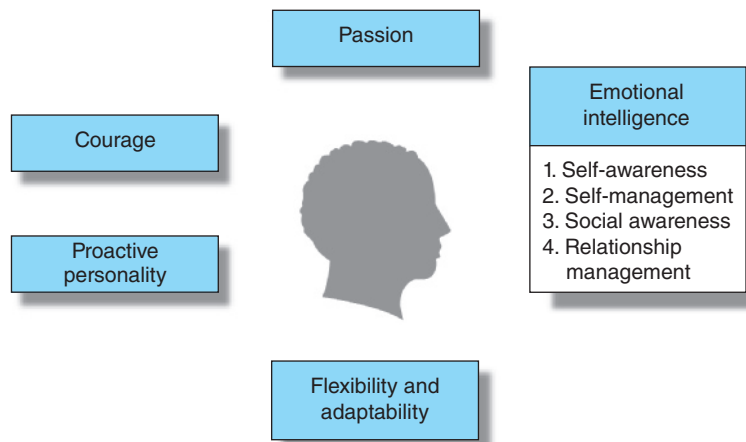 Passion
Emotional
intelligence
1. Self-awareness
2. Self-management
3. Social awareness
4. Relationship
management
Courage
Proactive
personality
Flexibility and
adaptability